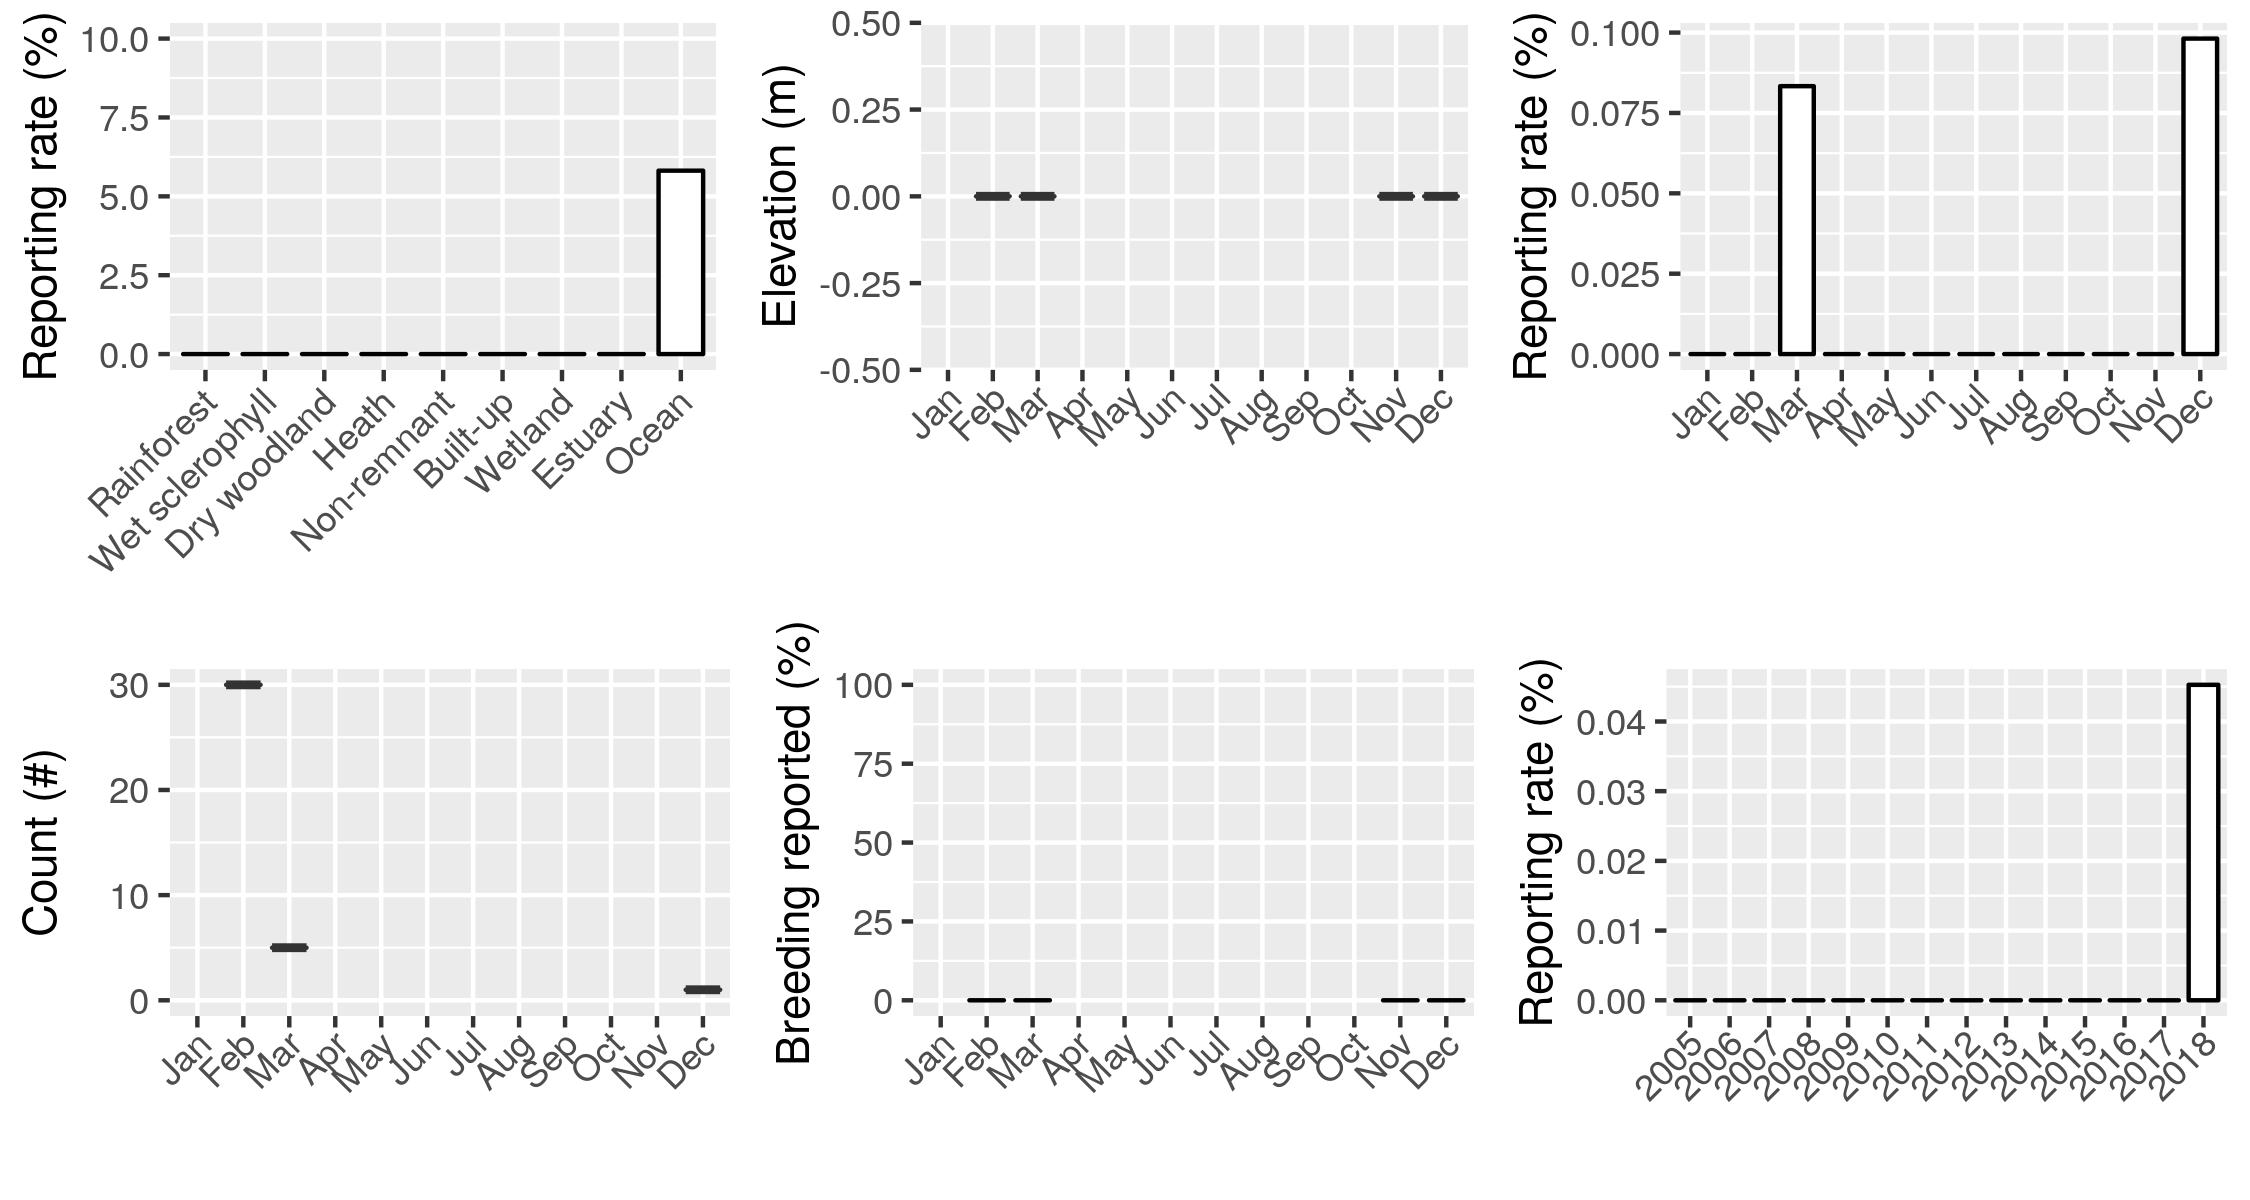 Reporting rate (%)
10.0
7.5
5.0
2.5
0.0
Rainforest
Wet sclerophyll
Dry woodland
Heath
Non-remnant
Built-up
Wetland
Estuary
Ocean
Elevation (m)
0.50
0.25
0.00
-0.25
-0.50
Jan
Feb
Mar
Apr
May
Jun
Jul
Aug
Sep
Oct
Nov
Dec
Reporting rate (%)
0.100
0.075
0.050
0.025
0.000
Jan
Feb
Mar
Apr
May
Jun
Jul
Aug
Sep
Oct
Nov
Dec
Count (#)
30
20
10
0
Jan
Feb
Mar
Apr
May
Jun
Jul
Aug
Sep
Oct
Nov
Dec
Breeding reported (%)
100
75
50
25
0
Jan
Feb
Mar
Apr
May
Jun
Jul
Aug
Sep
Oct
Nov
Dec
Reporting rate (%)
0.04
0.03
0.02
0.01
0.00
2005
2006
2007
2008
2009
2010
2011
2012
2013
2014
2015
2016
2017
2018